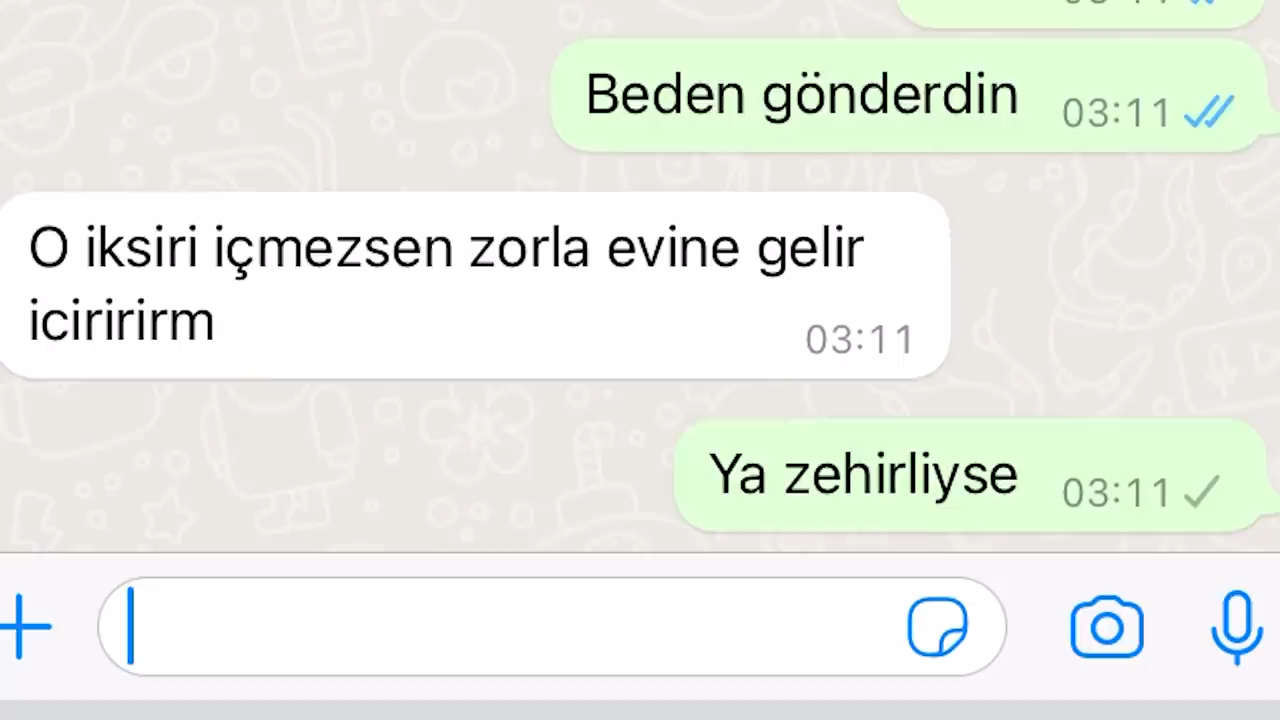 Beden gönderdin 03:11
O iksiri içmezsen zorla evine gelir
iciririrm 03:11
Ya zehirliyse 03:11